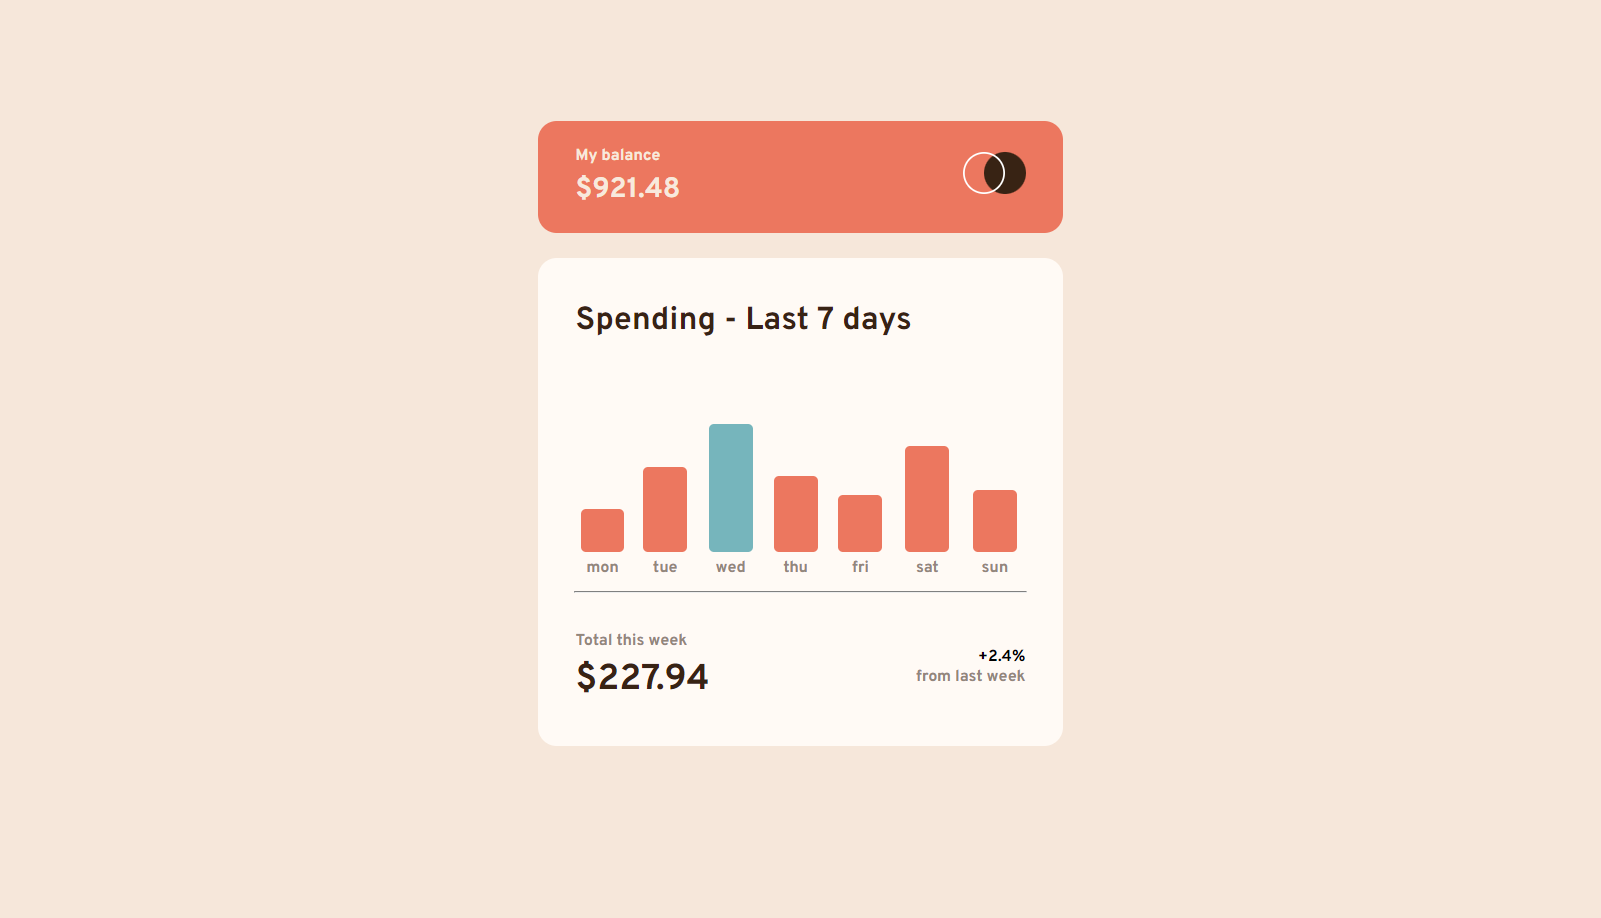 My balance
$921.48
Spending - Last 7 days
mon tue wed thu fri sat sun
Total this week
$227.94
+2.4%
from last week